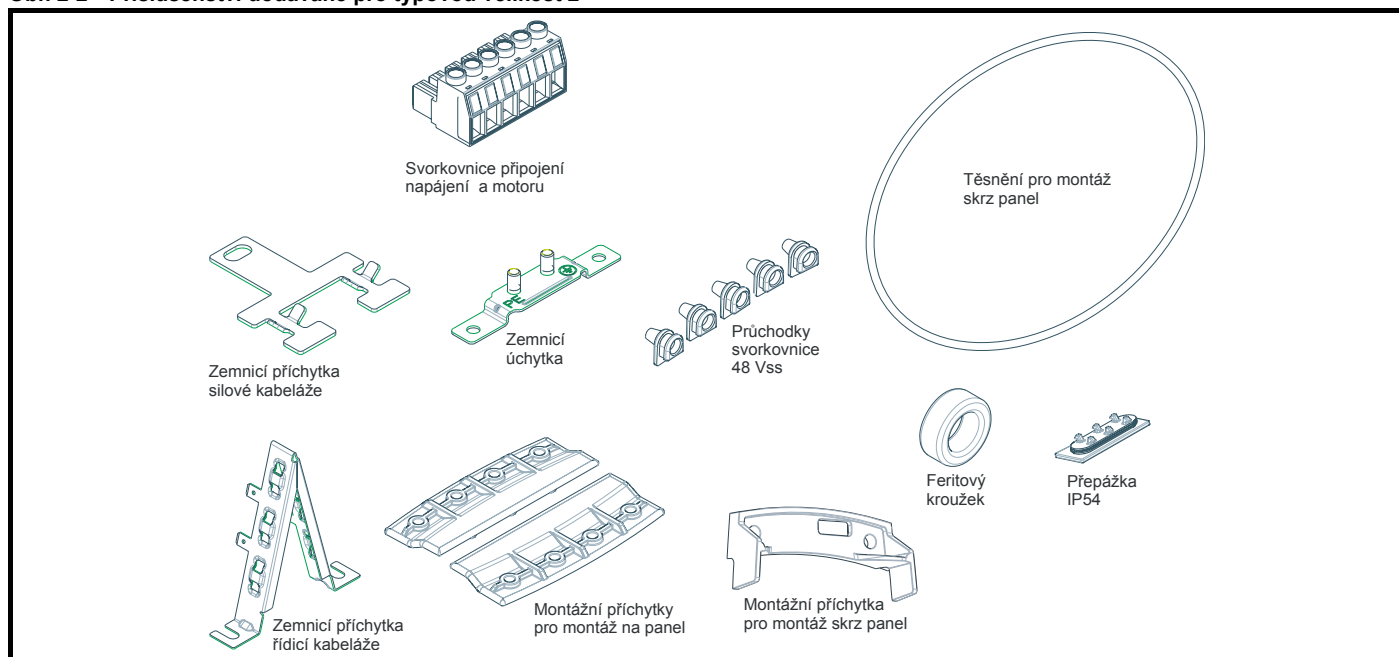 Svorkovnice připojení
napájení a motoru
Těsnění pro montáž
skrz panel
PE
Zemnicí
úchytka
Průchodky
svorkovnice
48 Vss
Zemnicí příchytka
silové kabeláže
Feritový
kroužek
Přepážka
IP54
Zemnicí příchytka
řídicí kabeláže
Montážní příchytky
pro montáž na panel
Montážní příchytka
pro montáž skrz panel